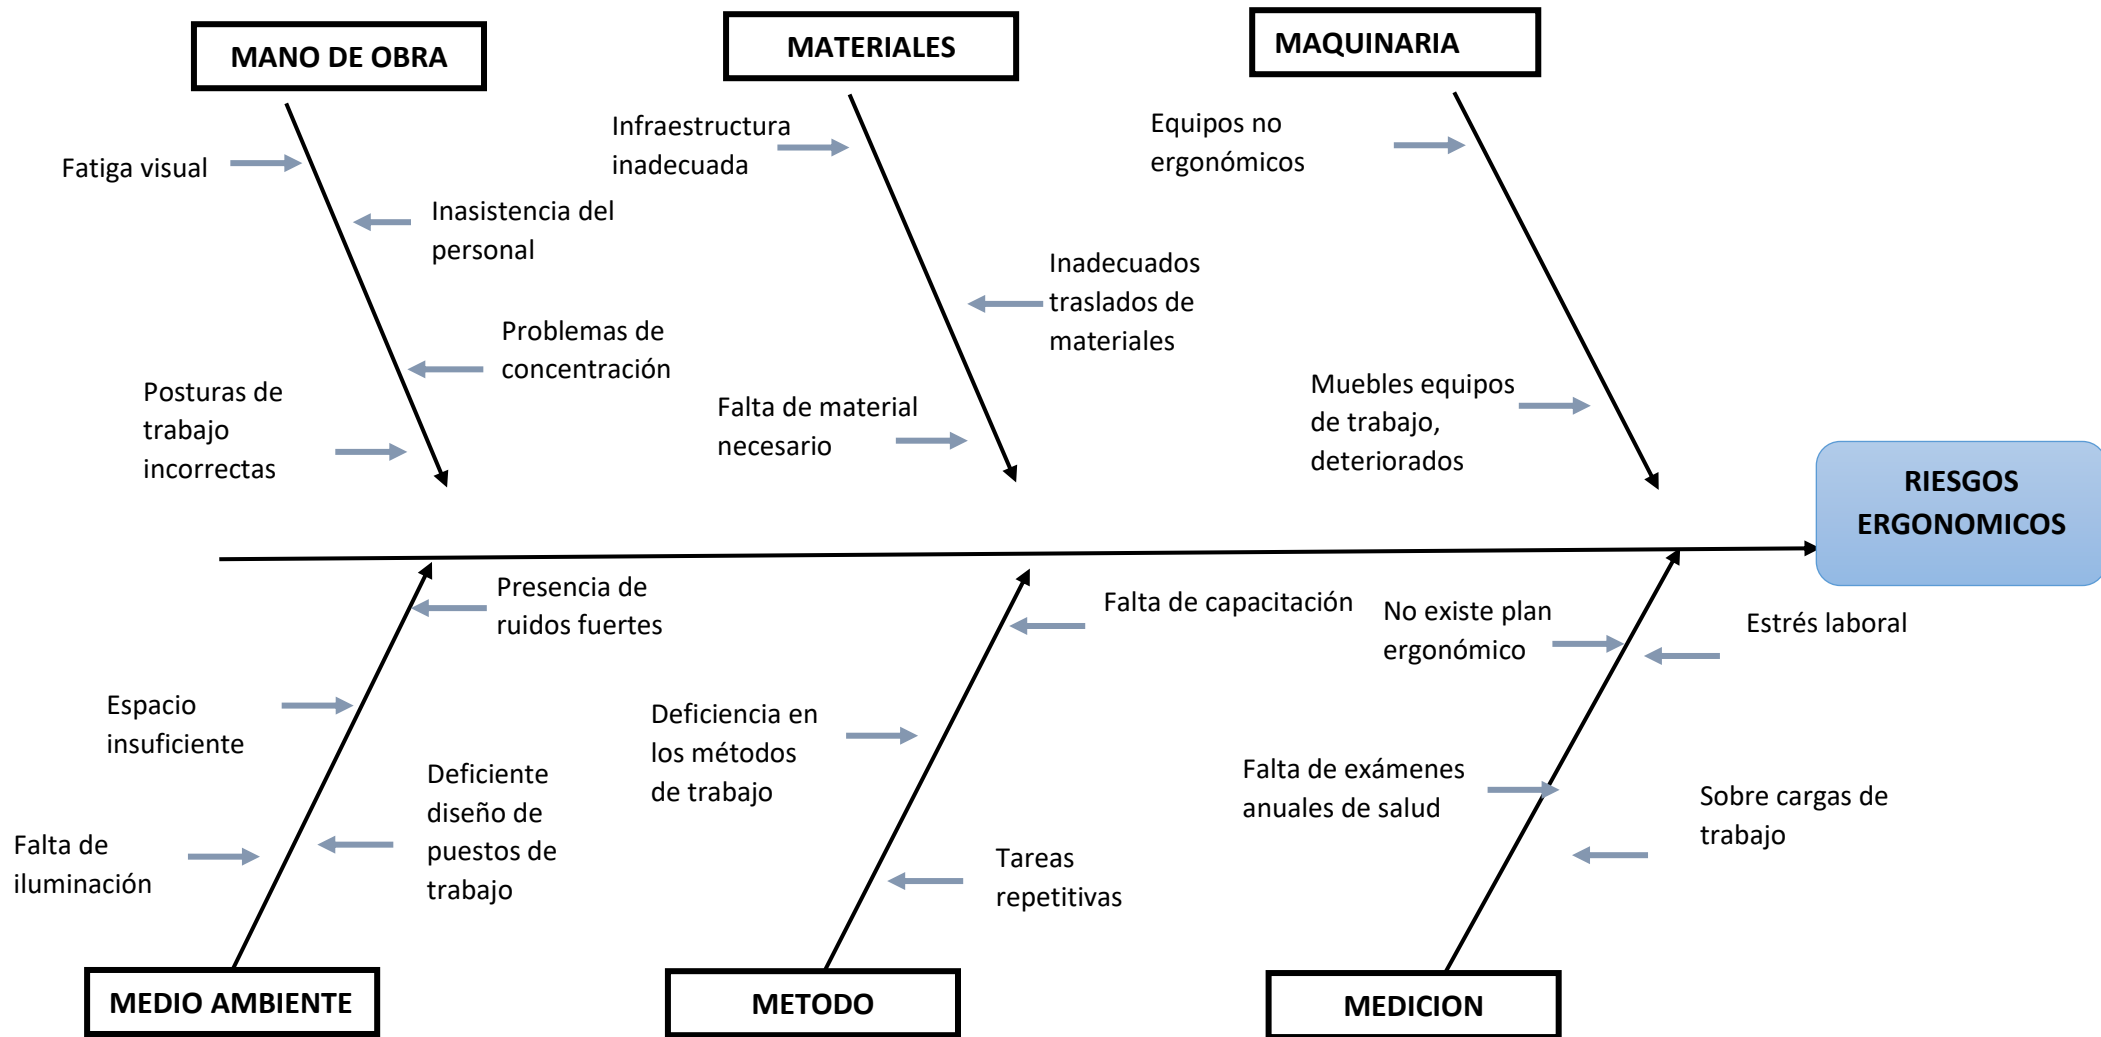 MANO DE OBRA
MATERIALES
MAQUINARIA
Fatiga visual
Inasistencia del
personal
Problemas de
concentración
Posturas de
trabajo
incorrectas
Infraestructura
inadecuada
Inadecuados
traslados de
materiales
Falta de material
necesario
Equipos no
ergonómicos
Muebles equipos
de trabajo,
deteriorados
RIESGOS
ERGONOMICOS
Presencia de
ruidos fuertes
Espacio
insuficiente
Deficiente
diseño de
puestos de
trabajo
Falta de
iluminación
Falta de capacitación
Deficiencia en
los métodos
de trabajo
Tareas
repetitivas
No existe plan
ergonómico
Estrés laboral
Falta de exámenes
anuales de salud
Sobre cargas de
trabajo
MEDIO AMBIENTE
METODO
MEDICION